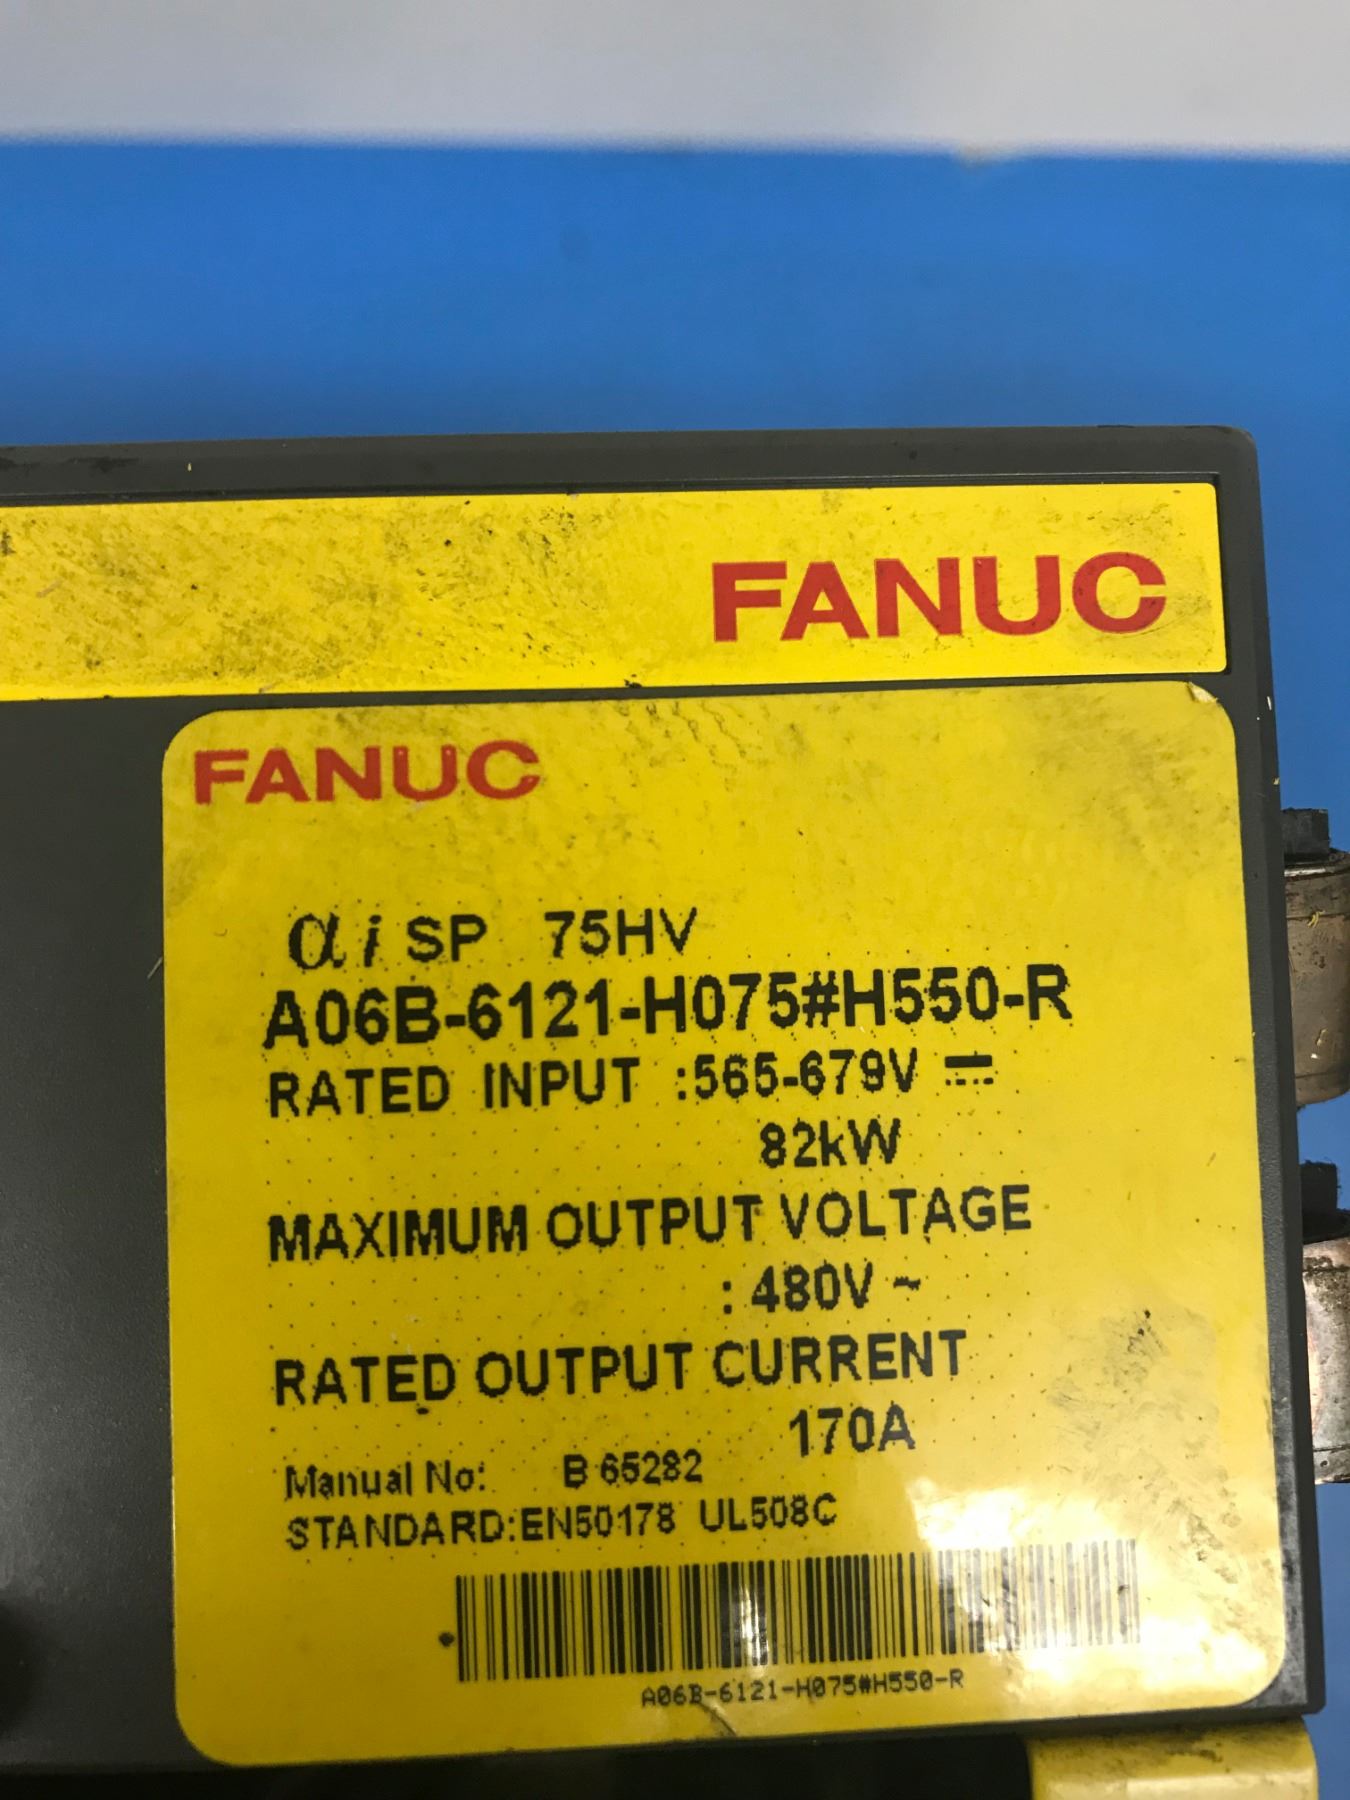 FANUC
FANUC
αi SP 75HV
A06B-6121-H075#H550-R
RATED INPUT :565-679V ⎓
82kW
MAXIMUM OUTPUT VOLTAGE
: 480V ~
RATED OUTPUT CURRENT
170A
Manual No: B 65282
STANDARD:EN50178 UL508C
A06B-6121-H075#H550-R